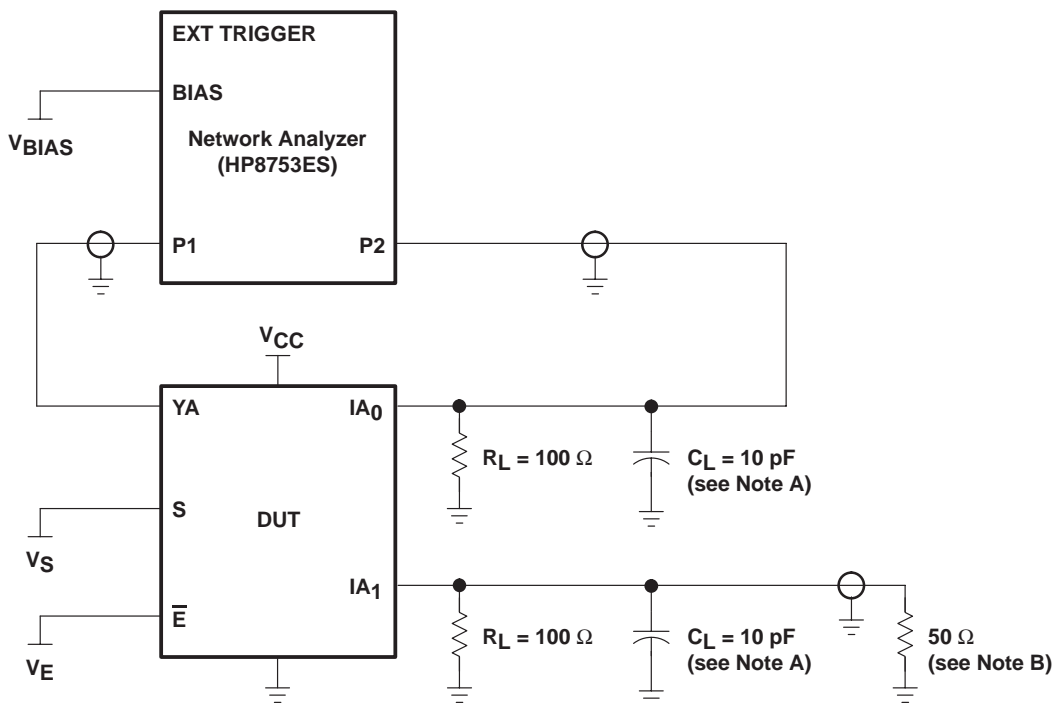 EXT TRIGGER
BIAS
VBIAS
Network Analyzer
(HP8753ES)
P1
P2
VCC
YA
IA0
RL = 100 Ω
CL = 10 pF
(see Note A)
S
DUT
VS
IA1
E̅
VE
RL = 100 Ω
CL = 10 pF
(see Note A)
50 Ω
(see Note B)